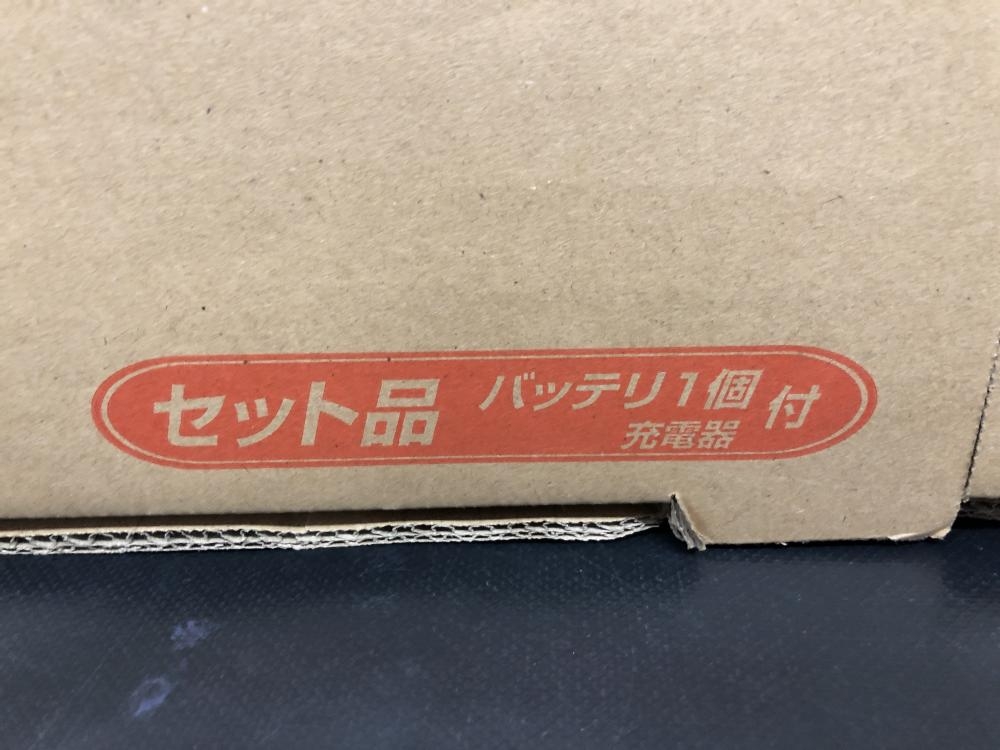 セット品 バッテリ1個 付
充電器